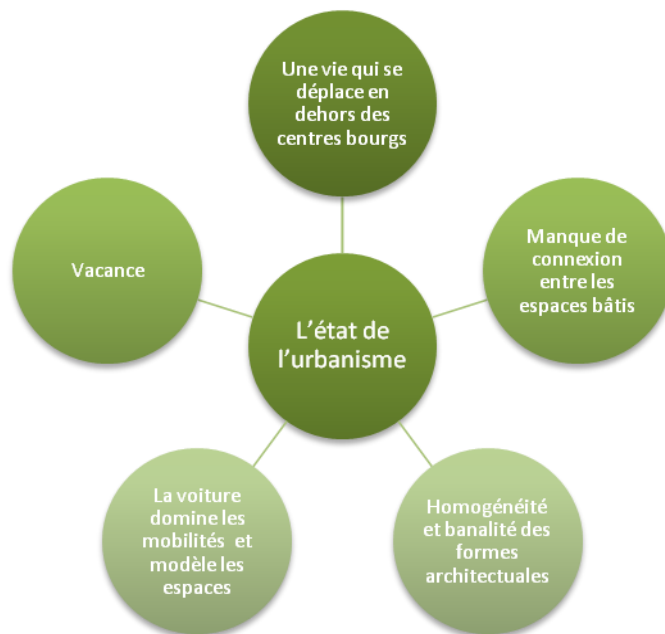 Une vie qui se
déplace en
dehors des
centres bourgs
Manque de
connexion
entre les
espaces bâtis
Vacance
L'état de
l'urbanisme
La voiture
domine les
mobilités et
modèle les
espaces
Homogénéité
et banalité des
formes
architectuales